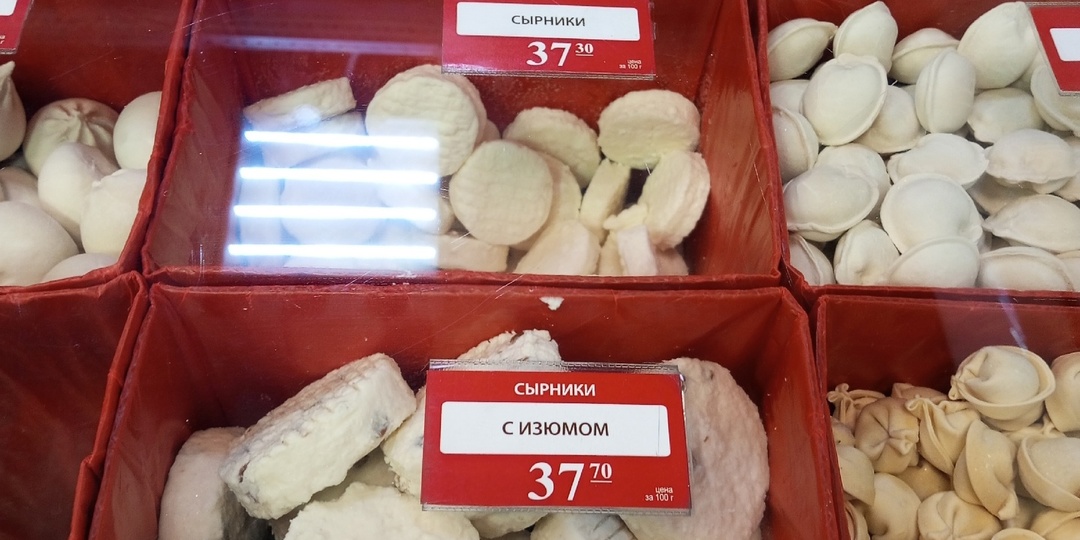 СЫРНИКИ
37 30
цена
за 100 г
СЫРНИКИ
С ИЗЮМОМ
37 70
цена
за 100 г